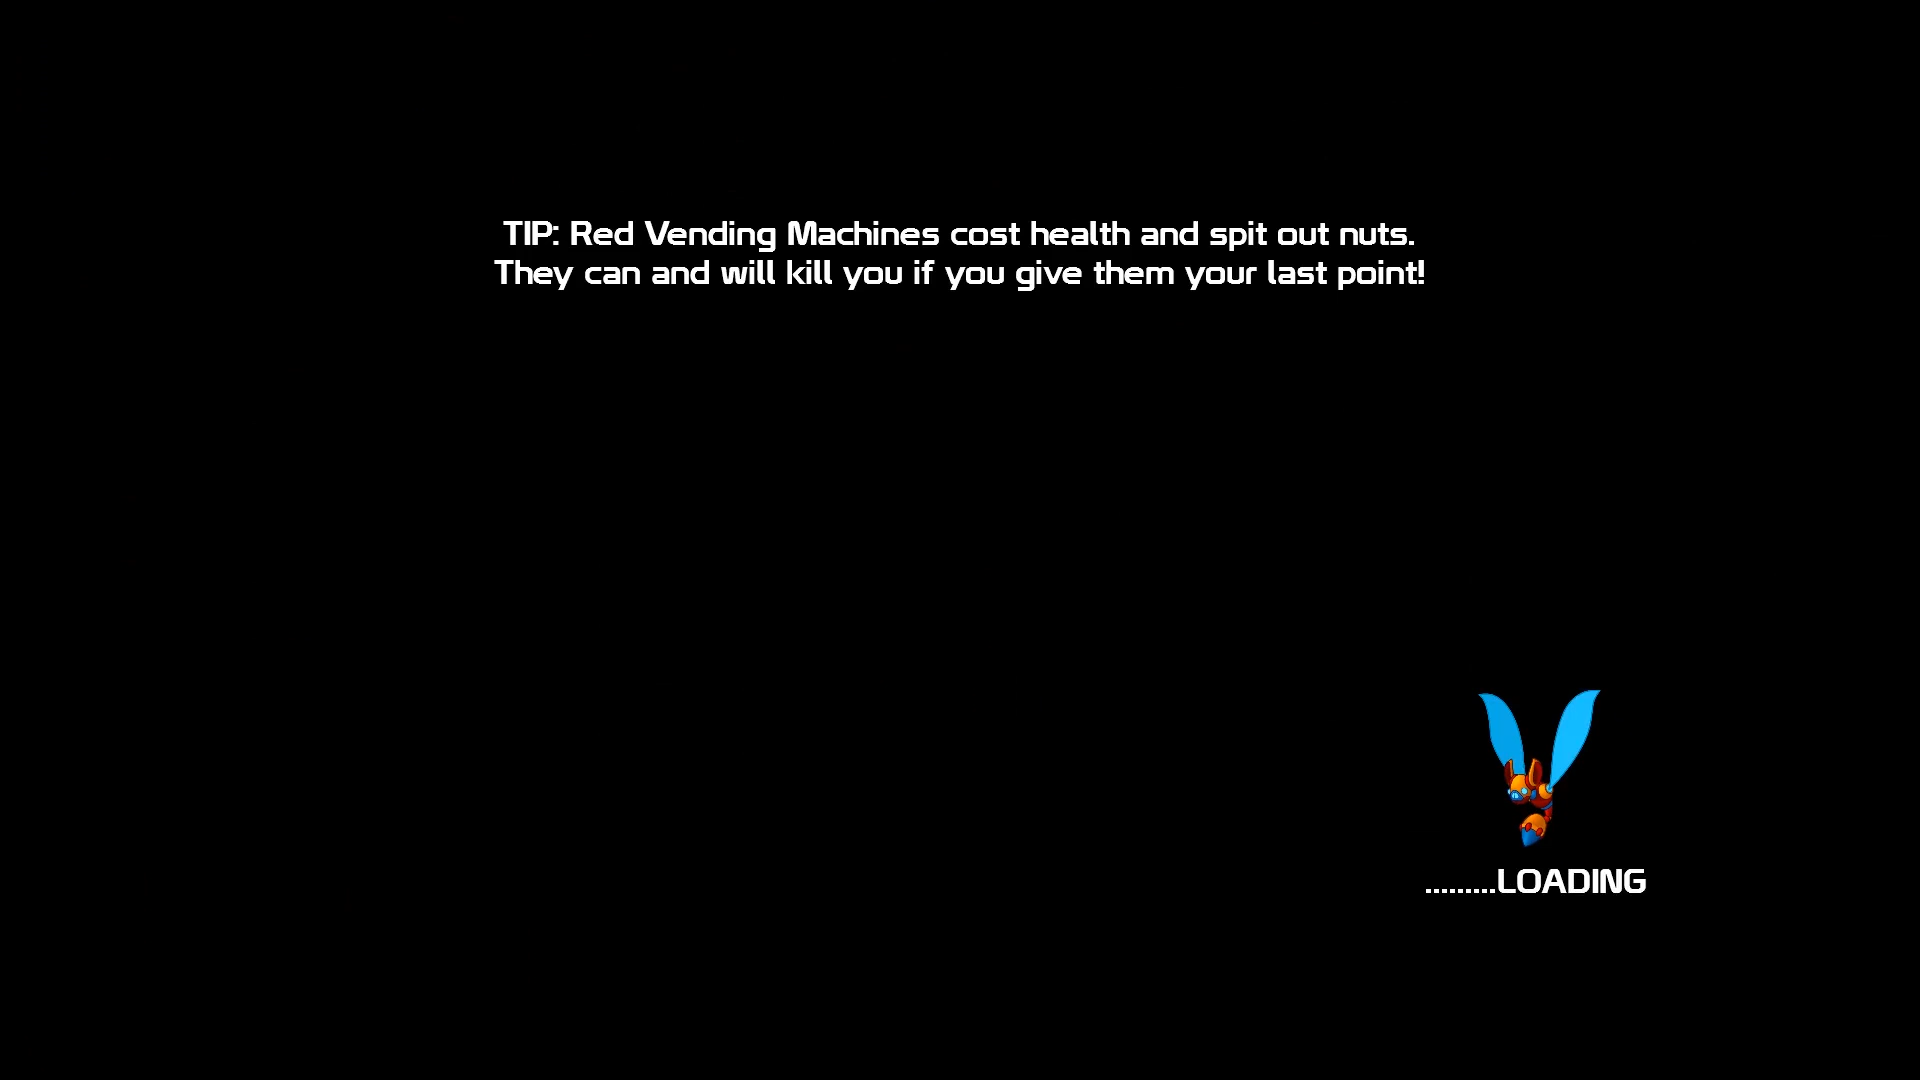 TIP: Red Vending Machines cost health and spit out nuts.
They can and will kill you if you give them your last point!
.........LOADING